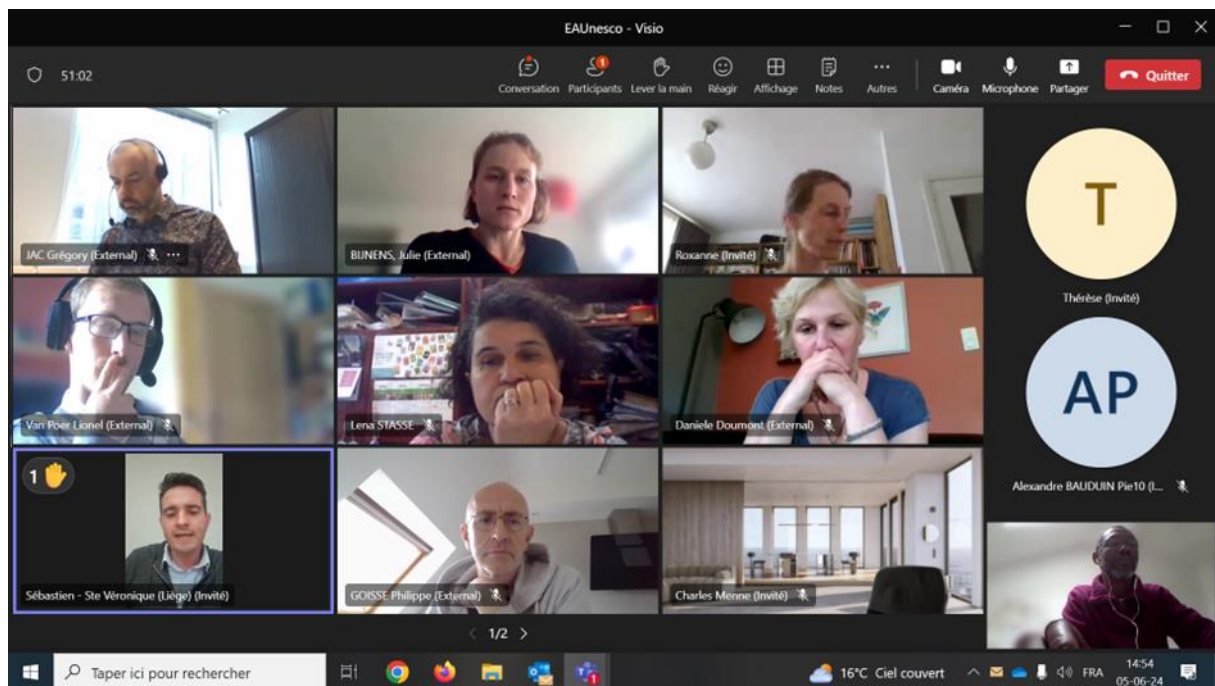 EAUnesco - Visio
51:02
Conversation
1
Participants
Lever la main
Réagir
Affichage
Notes
Autres
Caméra
Microphone
Partager
Quitter
JAC Grégory (External)
BIJNENS, Julie (External)
Roxanne (Invité)
T
Thérèse (Invité)
Van Poer Lionel (External)
Lena STASSE
Daniele Doumont (External)
AP
Alexandre BAUDUIN Pie10 (I...
1
Sébastien - Ste Véronique (Liège) (Invité)
GOISSE Philippe (External)
Charles Menne (Invité)
1/2
Taper ici pour rechercher
16°C Ciel couvert
FRA
14:54
05-06-24